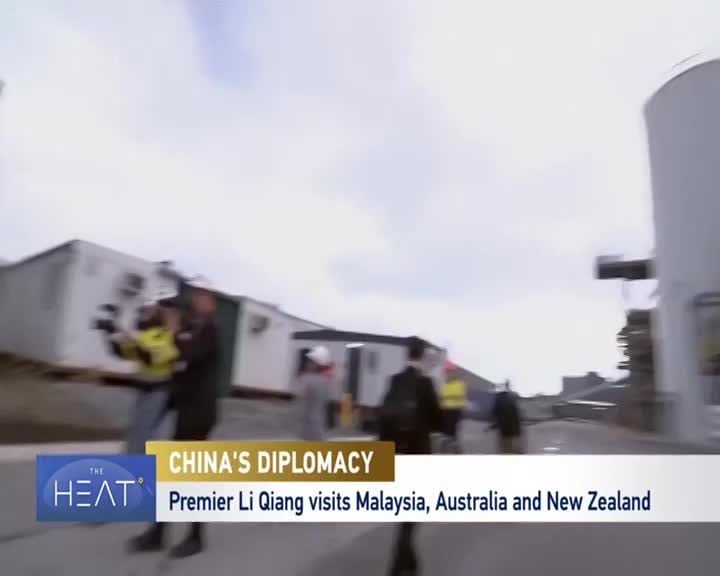 CHINA'S DIPLOMACY
THE
HEAT
Premier Li Qiang visits Malaysia, Australia and New Zealand